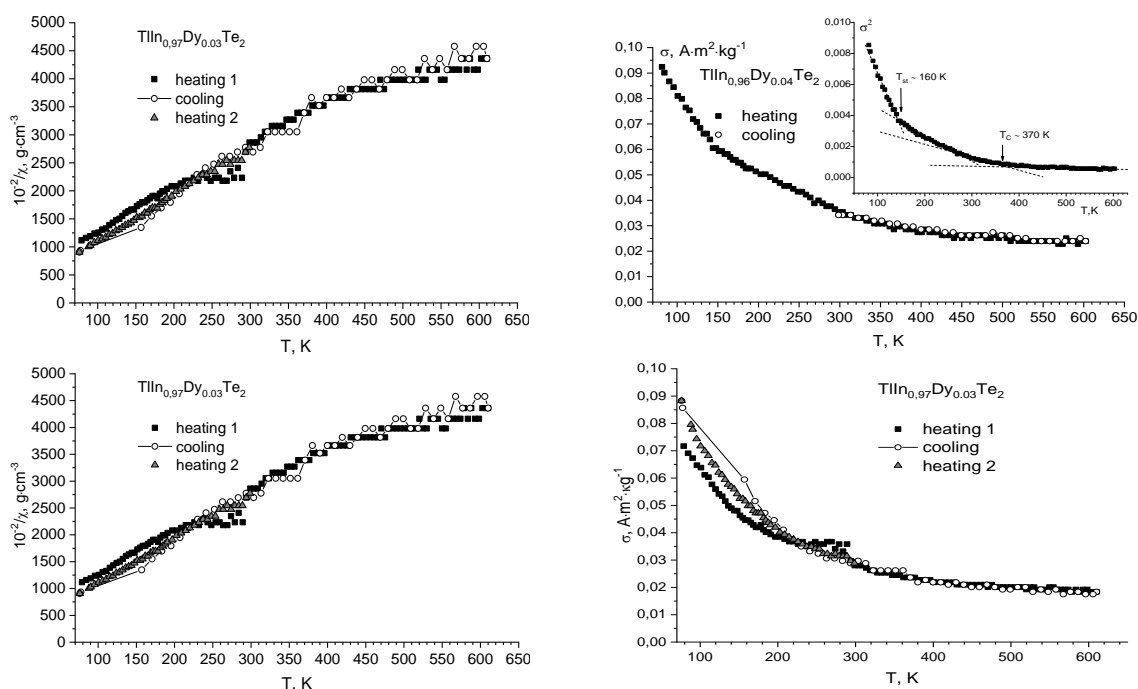 TlIn0,97Dy0.03Te2
heating 1
cooling
heating 2
10-2/χ, g·cm-3
5000
4500
4000
3500
3000
2500
2000
1500
1000
500
0
100 150 200 250 300 350 400 450 500 550 600 650
T, K
σ, A·m2·kg-1
TlIn0,96Dy0.04Te2
heating
cooling
0,10
0,09
0,08
0,07
0,06
0,05
0,04
0,03
0,02
0,01
0,00
100 150 200 250 300 350 400 450 500 550 600 650
T, K
σ2
Tst ~ 160 K
TC ~ 370 K
0,010
0,008
0,006
0,004
0,002
0,000
100 200 300 400 500 600
T,K
TlIn0,97Dy0.03Te2
heating 1
cooling
heating 2
10-2/χ, g·cm-3
5000
4500
4000
3500
3000
2500
2000
1500
1000
500
0
100 150 200 250 300 350 400 450 500 550 600 650
T, K
TlIn0,97Dy0.03Te2
heating 1
cooling
heating 2
σ, A·m2·кg-1
0,10
0,09
0,08
0,07
0,06
0,05
0,04
0,03
0,02
0,01
0,00
100 200 300 400 500 600
T, K